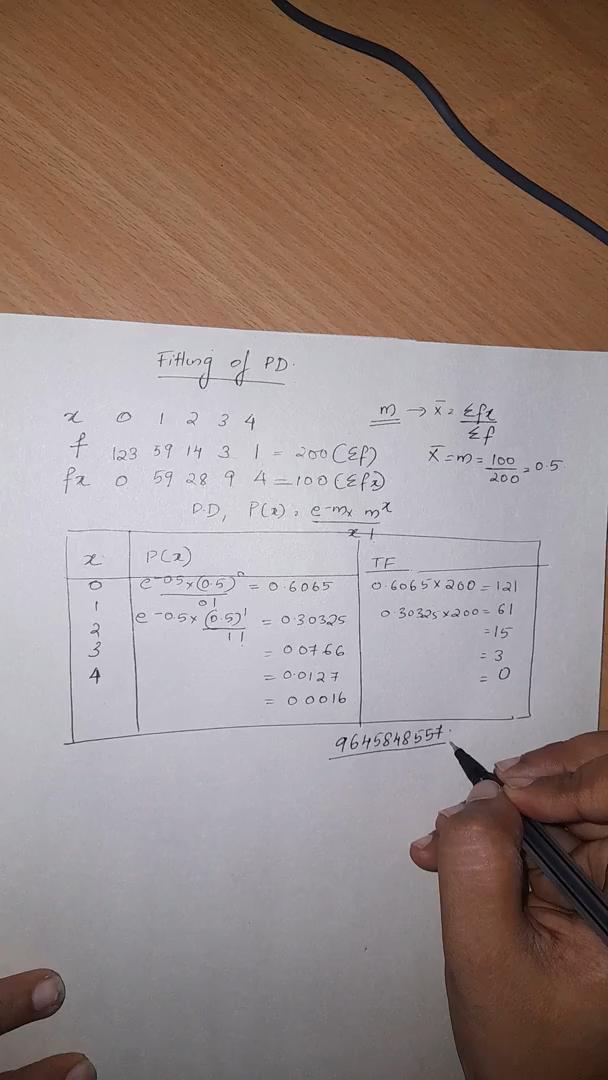 Fitting of PD.
x 0 1 2 3 4
m → x̄ = Σfx / Σf
f 123 59 14 3 1 = 200 (Σf)
x̄ = m = 100 / 200 = 0.5
fx 0 59 28 9 4 = 100 (Σfx)
P.D, P(x) = e^-m x m^x / x!
x P(x) TF
0 e^-0.5 x (0.5)^0 / 0! = 0.6065 0.6065 x 200 = 121
1 e^-0.5 x (0.5)^1 / 1! = 0.30325 0.30325 x 200 = 61
2 = 15
3 = 0.0766 = 3
4 = 0.0127 = 0
= 0.0016
9645848557